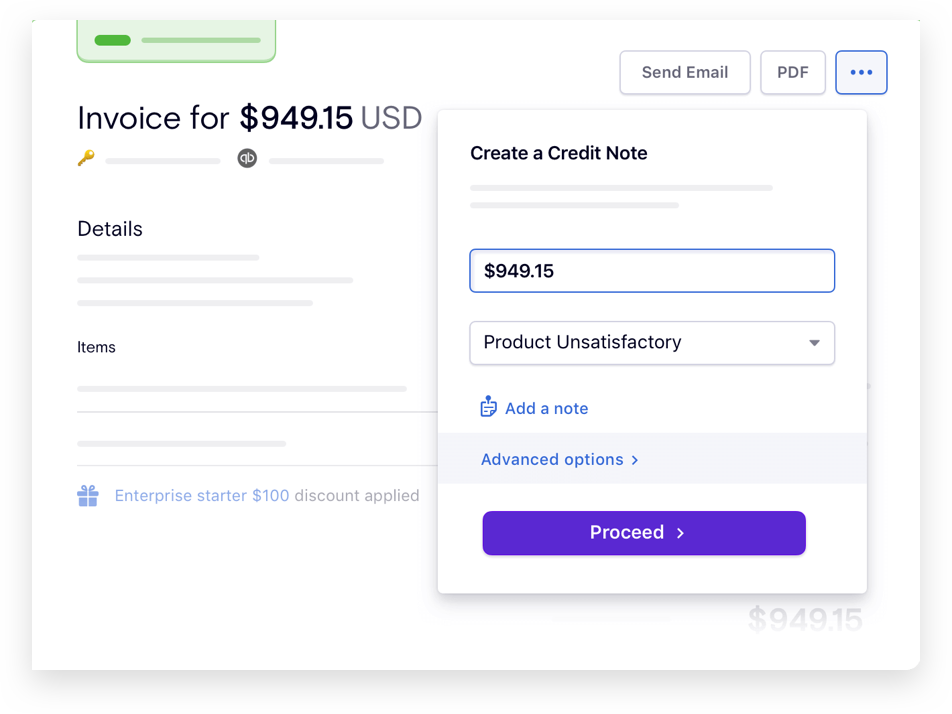 Send Email
PDF
Invoice for $949.15 USD
qb
Create a Credit Note
Details
$949.15
Items
Product Unsatisfactory
Add a note
Advanced options
Enterprise starter $100 discount applied
Proceed
$949.15